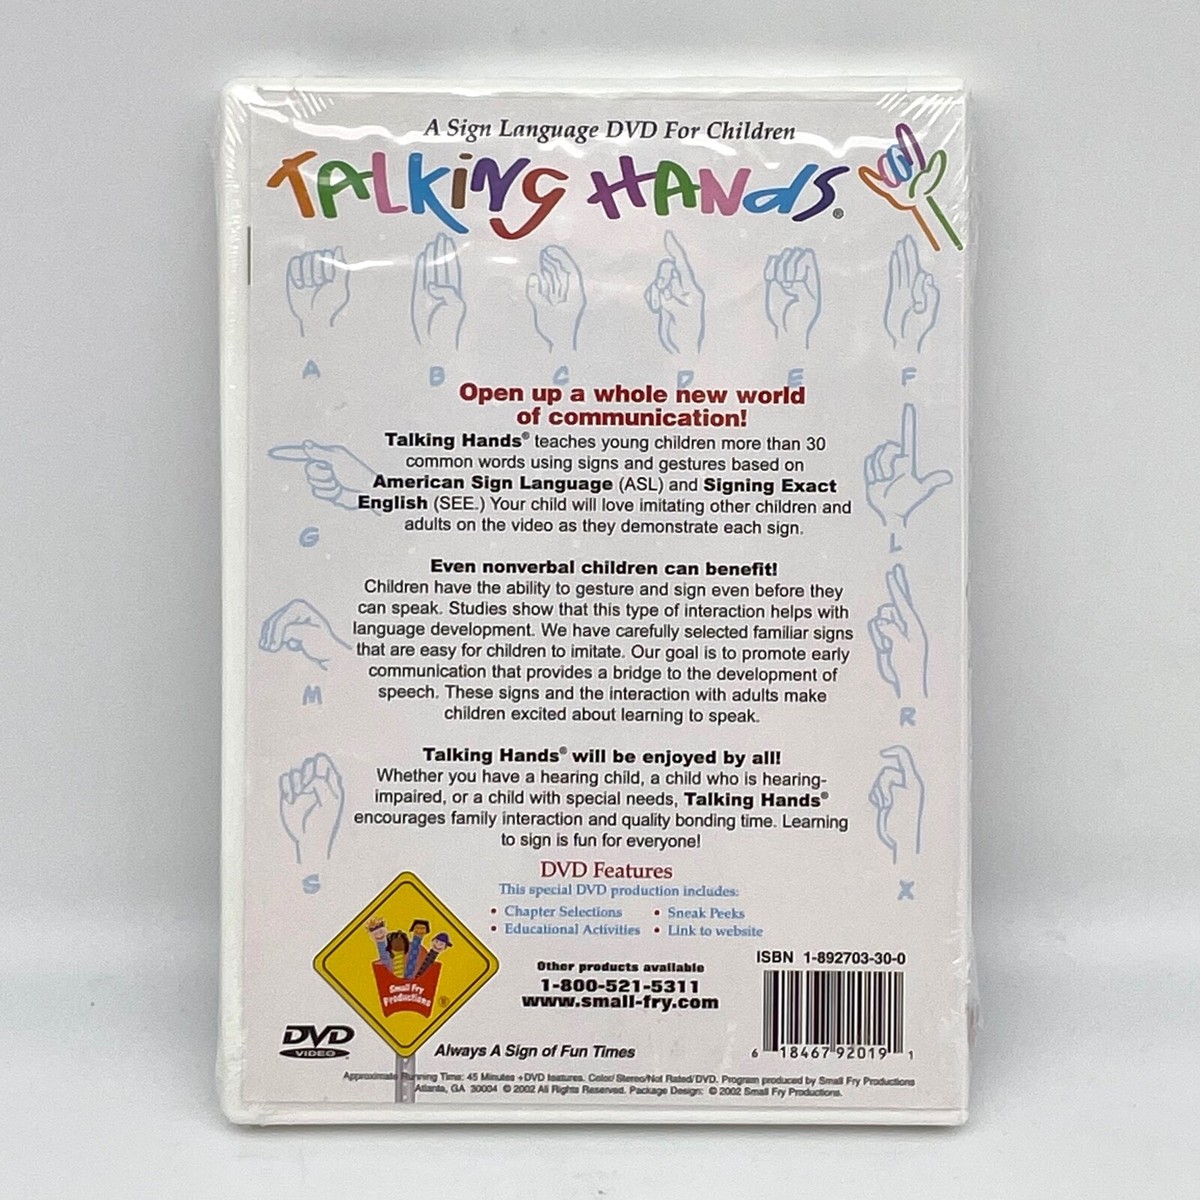 A Sign Language DVD For Children
TALKING HANDS®
A B C D E F
Open up a whole new world
of communication!
Talking Hands® teaches young children more than 30
common words using signs and gestures based on
American Sign Language (ASL) and Signing Exact
English (SEE.) Your child will love imitating other children and
adults on the video as they demonstrate each sign.
G
L
Even nonverbal children can benefit!
Children have the ability to gesture and sign even before they
can speak. Studies show that this type of interaction helps with
language development. We have carefully selected familiar signs
that are easy for children to imitate. Our goal is to promote early
communication that provides a bridge to the development of
speech. These signs and the interaction with adults make
children excited about learning to speak.
M
R
Talking Hands® will be enjoyed by all!
Whether you have a hearing child, a child who is hearing-
impaired, or a child with special needs, Talking Hands®
encourages family interaction and quality bonding time. Learning
to sign is fun for everyone!
S
X
DVD Features
This special DVD production includes:
• Chapter Selections • Sneak Peeks
• Educational Activities • Link to website
Small Fry
Productions ®
Other products available
1-800-521-5311
www.small-fry.com
ISBN 1-892703-30-0
6 18467 92019 1
DVD
VIDEO
Always A Sign of Fun Times
Approximate Running Time: 45 Minutes +DVD features. Color/Stereo/Not Rated/DVD. Program produced by Small Fry Productions
Atlanta, GA 30004 © 2002 All Rights Reserved. Package Design: © 2002 Small Fry Productions.